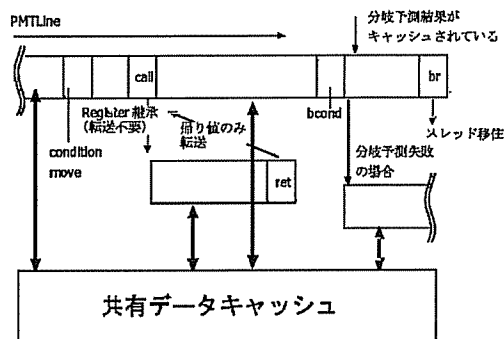 PMTLine
分岐予測結果が
キャッシュされている
call
br
Register 継承
(転送不要)
帰り値のみ
転送
bcond
スレッド移住
condition
move
ret
分岐予測失敗
の場合
共有データキャッシュ